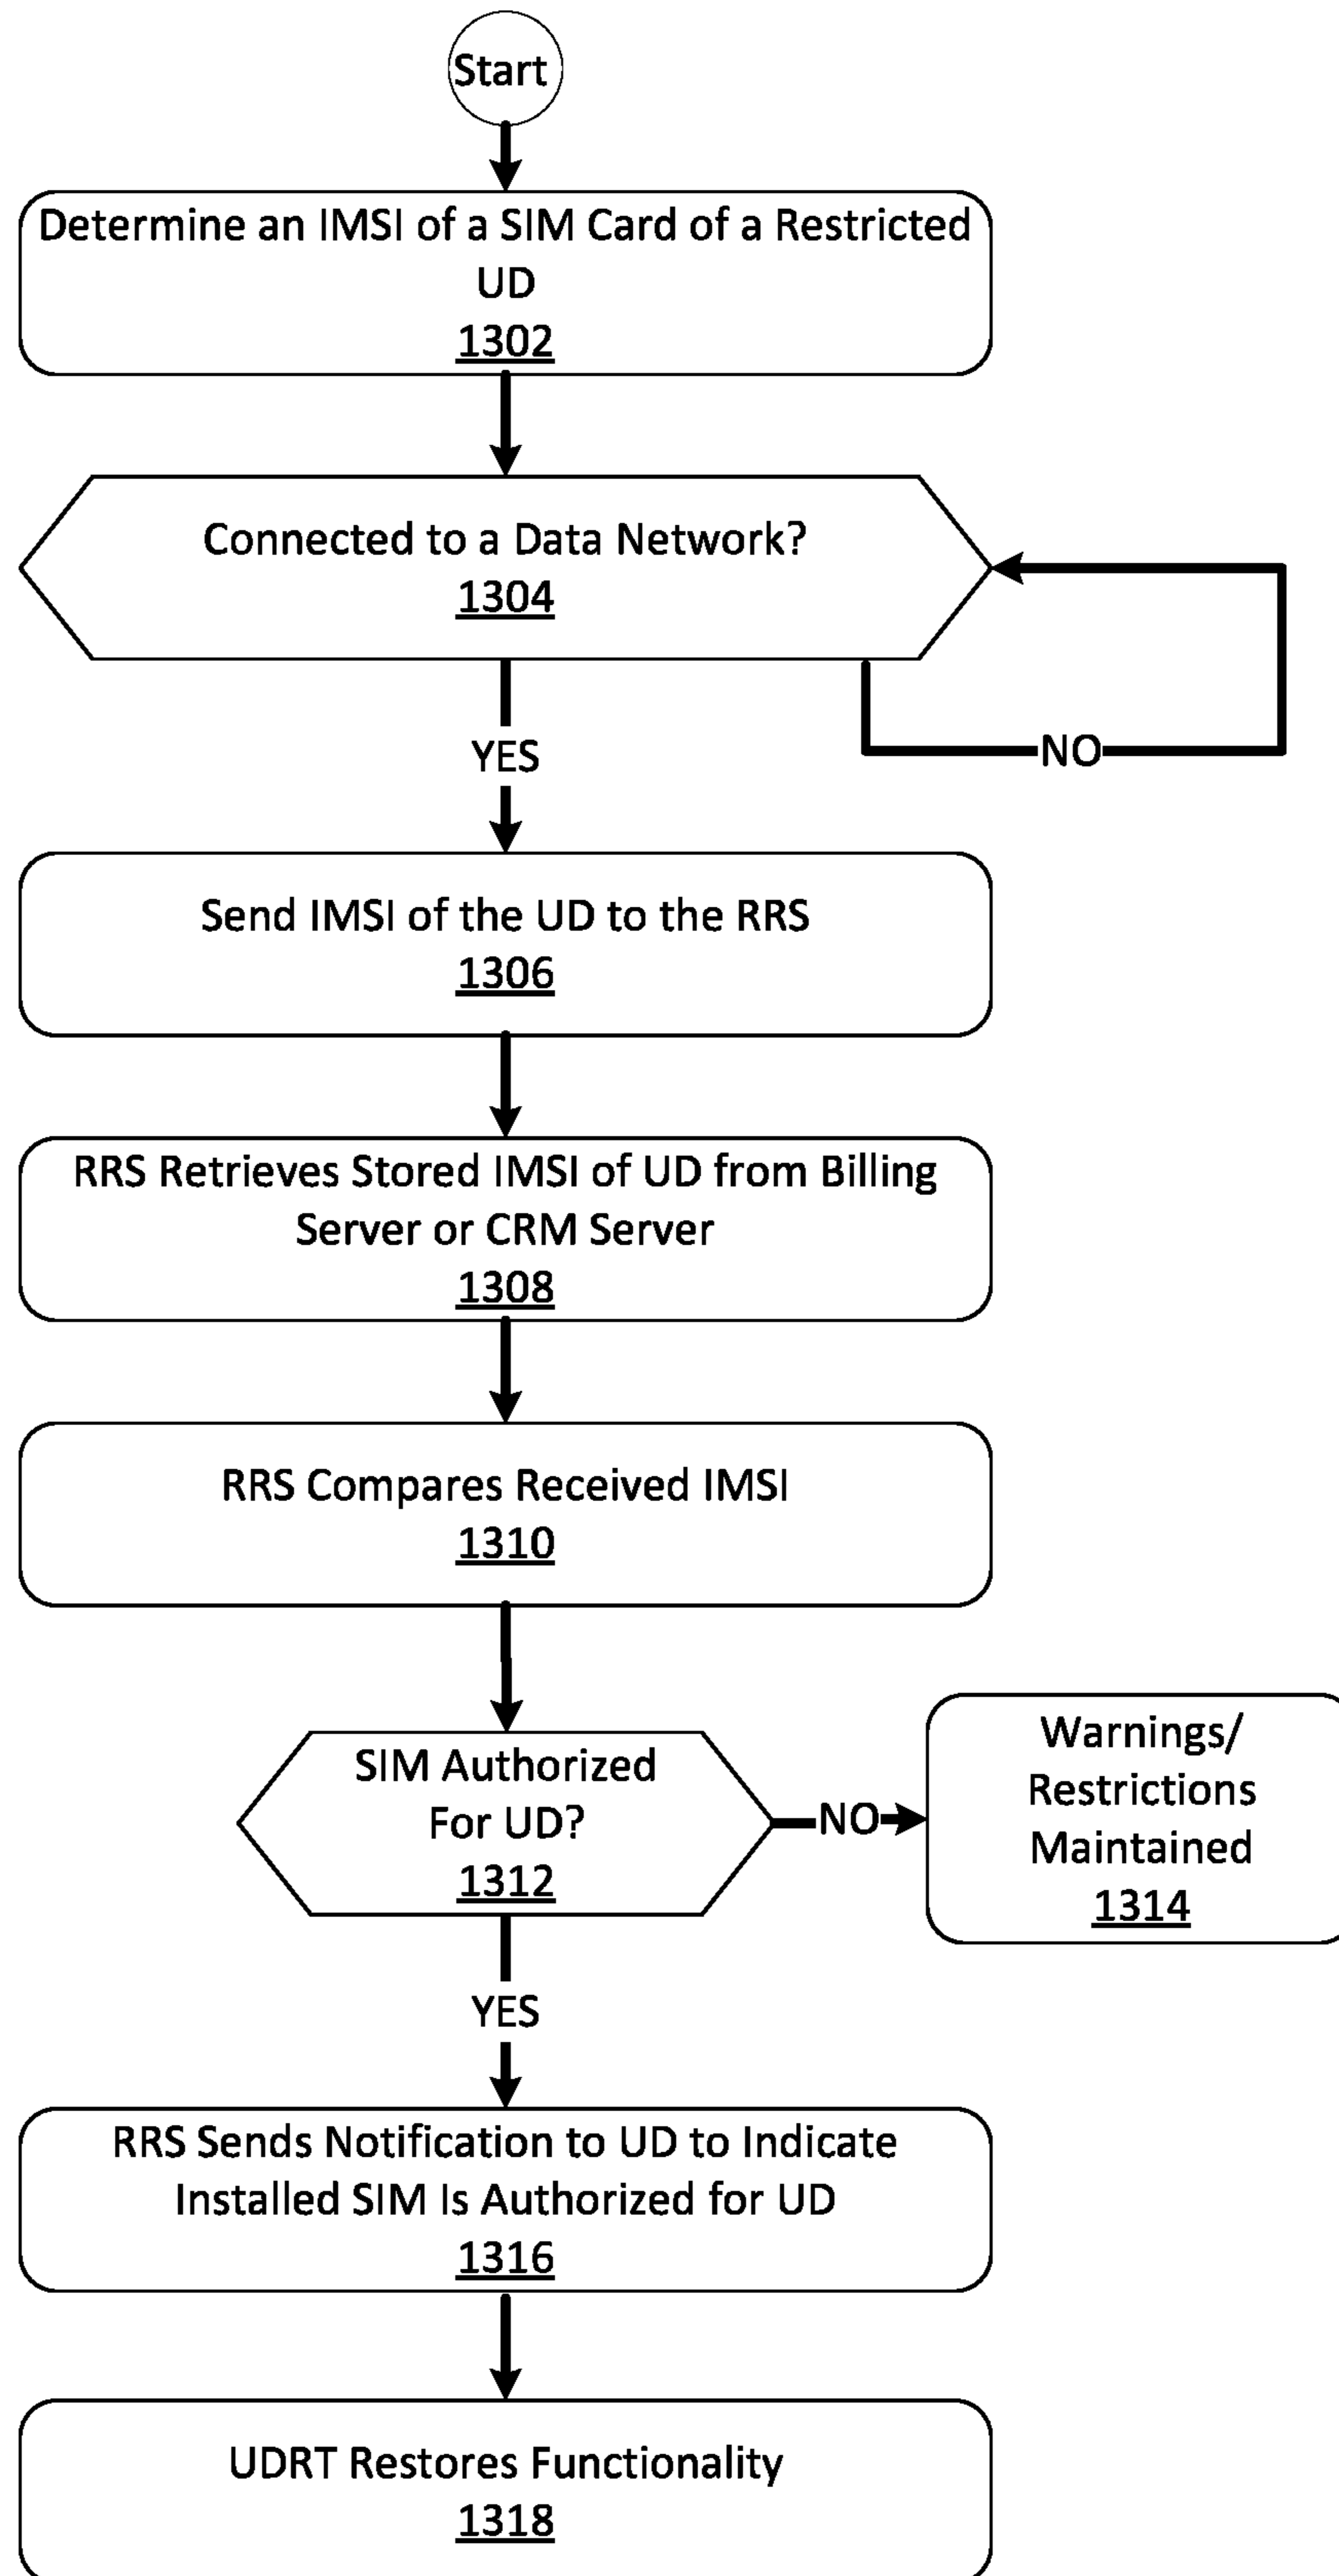 Start
Determine an IMSI of a SIM Card of a Restricted
UD
1302
Connected to a Data Network?
1304
NO
YES
Send IMSI of the UD to the RRS
1306
RRS Retrieves Stored IMSI of UD from Billing
Server or CRM Server
1308
RRS Compares Received IMSI
1310
SIM Authorized
For UD?
1312
NO
Warnings/
Restrictions
Maintained
1314
YES
RRS Sends Notification to UD to Indicate
Installed SIM Is Authorized for UD
1316
UDRT Restores Functionality
1318